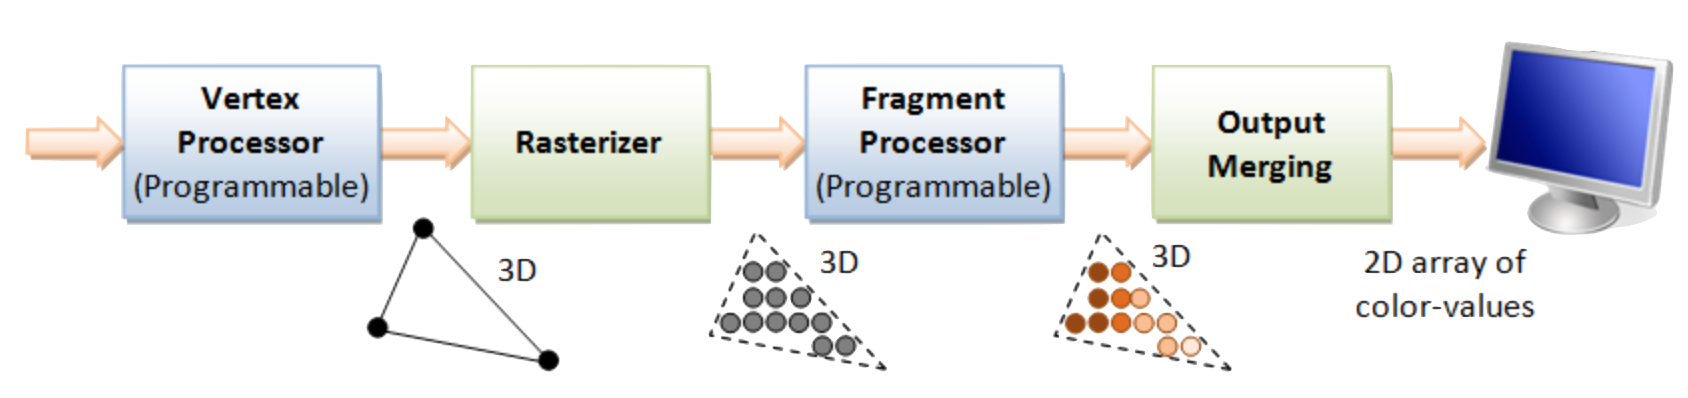 Vertex
Processor
(Programmable)
Rasterizer
Fragment
Processor
(Programmable)
Output
Merging
3D
3D
3D
2D array of
color-values